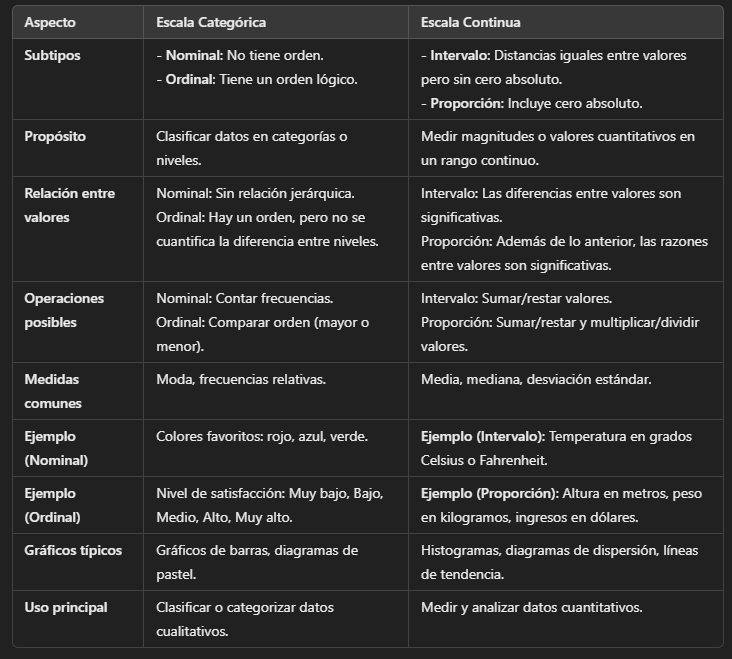 Aspecto Escala Categórica Escala Continua
Subtipos
- Nominal: No tiene orden.
- Ordinal: Tiene un orden lógico.
- Intervalo: Distancias iguales entre valores
pero sin cero absoluto.
- Proporción: Incluye cero absoluto.
Propósito
Clasificar datos en categorías o
niveles.
Medir magnitudes o valores cuantitativos en
un rango continuo.
Relación entre
valores
Nominal: Sin relación jerárquica.
Ordinal: Hay un orden, pero no se
cuantifica la diferencia entre niveles.
Intervalo: Las diferencias entre valores son
significativas.
Proporción: Además de lo anterior, las razones
entre valores son significativas.
Operaciones
posibles
Nominal: Contar frecuencias.
Ordinal: Comparar orden (mayor o
menor).
Intervalo: Sumar/restar valores.
Proporción: Sumar/restar y multiplicar/dividir
valores.
Medidas
comunes
Moda, frecuencias relativas.
Media, mediana, desviación estándar.
Ejemplo
(Nominal)
Colores favoritos: rojo, azul, verde.
Ejemplo (Intervalo): Temperatura en grados
Celsius o Fahrenheit.
Ejemplo
(Ordinal)
Nivel de satisfacción: Muy bajo, Bajo,
Medio, Alto, Muy alto.
Ejemplo (Proporción): Altura en metros, peso
en kilogramos, ingresos en dólares.
Gráficos típicos
Gráficos de barras, diagramas de
pastel.
Histogramas, diagramas de dispersión, líneas
de tendencia.
Uso principal
Clasificar o categorizar datos
cualitativos.
Medir y analizar datos cuantitativos.